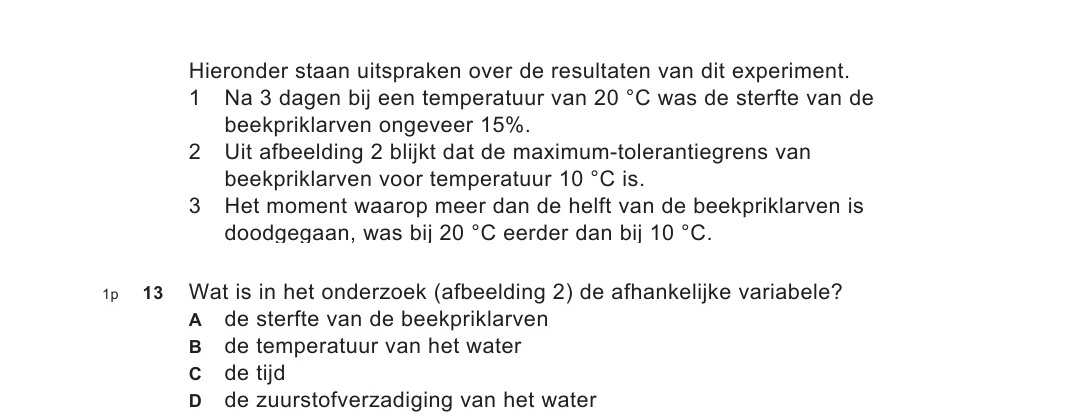 Hieronder staan uitspraken over de resultaten van dit experiment.
1 Na 3 dagen bij een temperatuur van 20 °C was de sterfte van de
beekpriklarven ongeveer 15%.
2 Uit afbeelding 2 blijkt dat de maximum-tolerantiegrens van
beekpriklarven voor temperatuur 10 °C is.
3 Het moment waarop meer dan de helft van de beekpriklarven is
doodgegaan, was bij 20 °C eerder dan bij 10 °C.
1p 13 Wat is in het onderzoek (afbeelding 2) de afhankelijke variabele?
A de sterfte van de beekpriklarven
B de temperatuur van het water
C de tijd
D de zuurstofverzadiging van het water